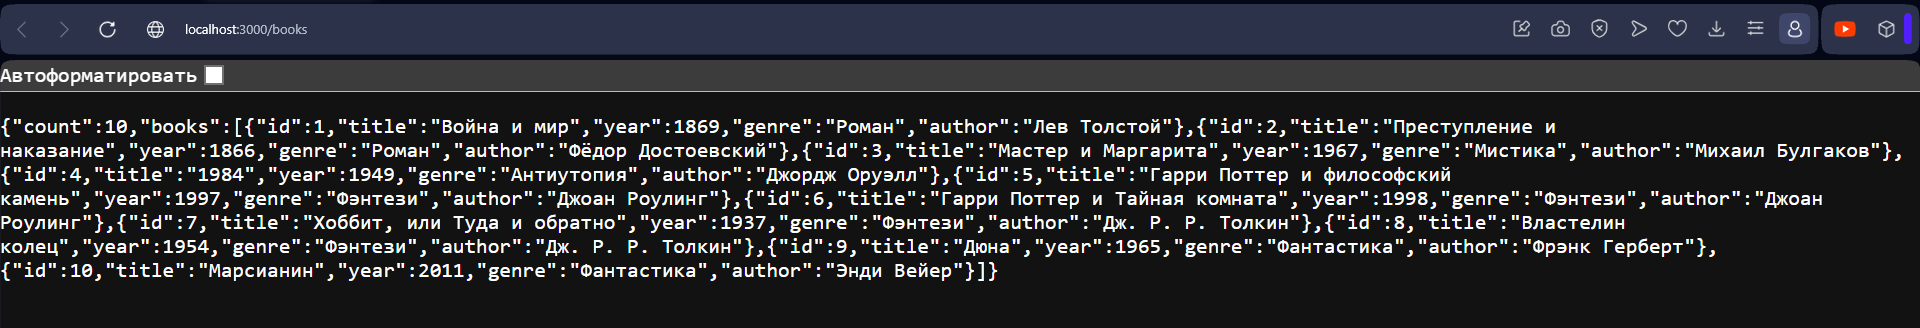 localhost:3000/books
Автоформатировать
{"count":10,"books":[{"id":1,"title":"Война и мир","year":1869,"genre":"Роман","author":"Лев Толстой"},{"id":2,"title":"Преступление и
наказание","year":1866,"genre":"Роман","author":"Фёдор Достоевский"},{"id":3,"title":"Мастер и Маргарита","year":1967,"genre":"Мистика","author":"Михаил Булгаков"},
{"id":4,"title":"1984","year":1949,"genre":"Антиутопия","author":"Джордж Оруэлл"},{"id":5,"title":"Гарри Поттер и философский
камень","year":1997,"genre":"Фэнтези","author":"Джоан Роулинг"},{"id":6,"title":"Гарри Поттер и Тайная комната","year":1998,"genre":"Фэнтези","author":"Джоан
Роулинг"},{"id":7,"title":"Хоббит, или Туда и обратно","year":1937,"genre":"Фэнтези","author":"Дж. Р. Р. Толкин"},{"id":8,"title":"Властелин
колец","year":1954,"genre":"Фэнтези","author":"Дж. Р. Р. Толкин"},{"id":9,"title":"Дюна","year":1965,"genre":"Фантастика","author":"Фрэнк Герберт"},
{"id":10,"title":"Марсианин","year":2011,"genre":"Фантастика","author":"Энди Вейер"}]}